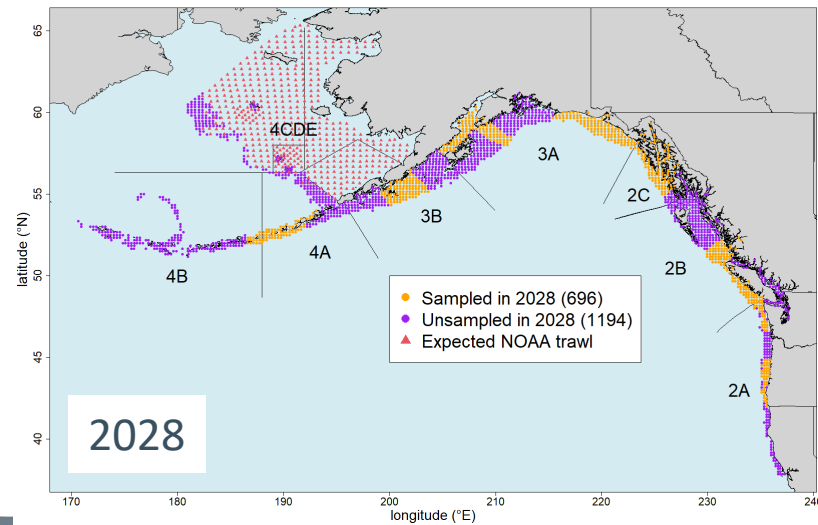 65
60
55
50
45
40
latitude (°N)
4CDE
3A
2C
3B
4A
4B
2B
2A
Sampled in 2028 (696)
Unsampled in 2028 (1194)
Expected NOAA trawl
2028
170
180
190
200
210
220
230
240
longitude (°E)